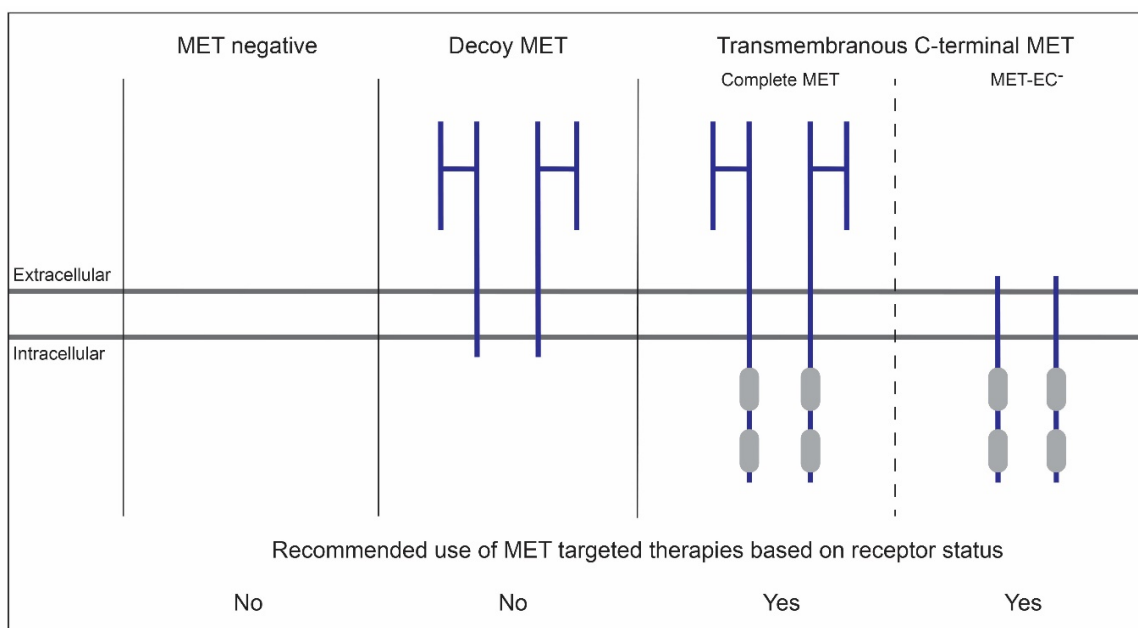 MET negative
Decoy MET
Transmembranous C-terminal MET
Complete MET
MET-EC⁻
Extracellular
Intracellular
Recommended use of MET targeted therapies based on receptor status
No
No
Yes
Yes